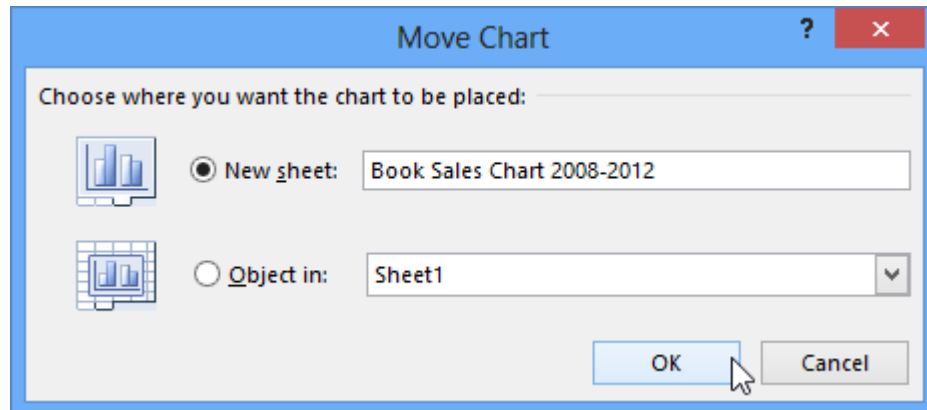 Move Chart
?
Choose where you want the chart to be placed:
New sheet: Book Sales Chart 2008-2012
Object in: Sheet1
OK Cancel